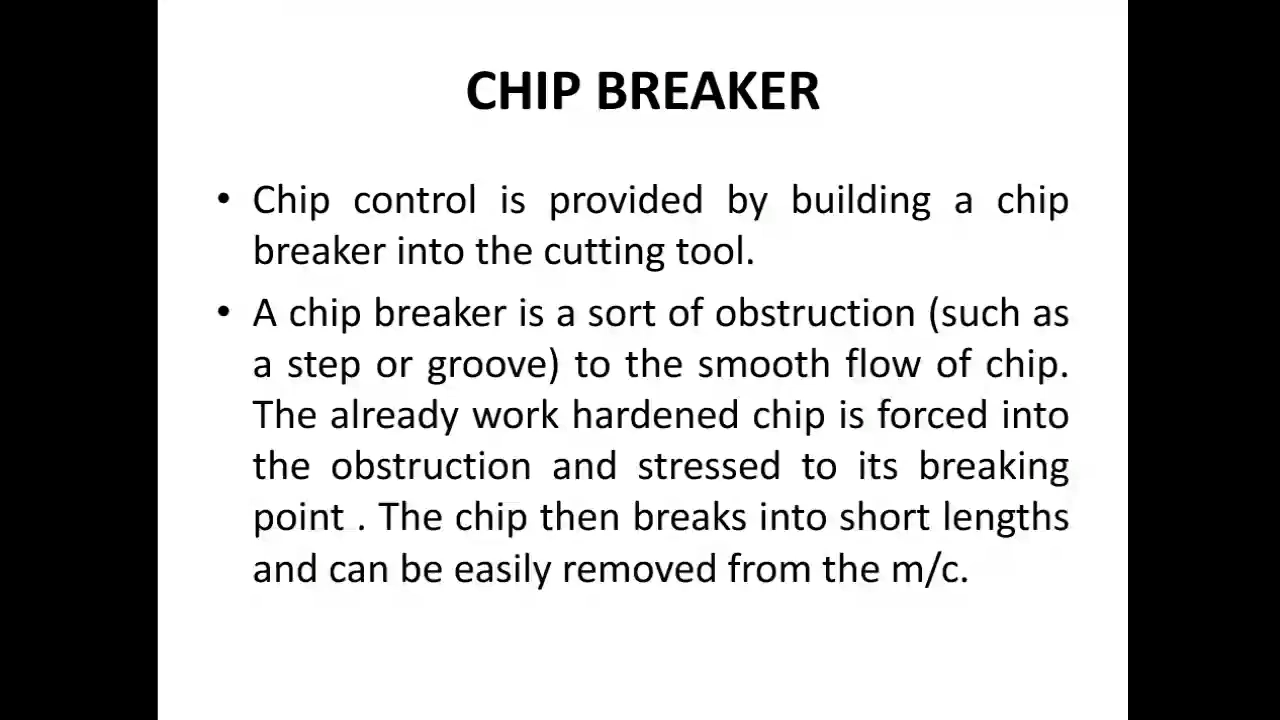 CHIP BREAKER
• Chip control is provided by building a chip
breaker into the cutting tool.
• A chip breaker is a sort of obstruction (such as
a step or groove) to the smooth flow of chip.
The already work hardened chip is forced into
the obstruction and stressed to its breaking
point . The chip then breaks into short lengths
and can be easily removed from the m/c.